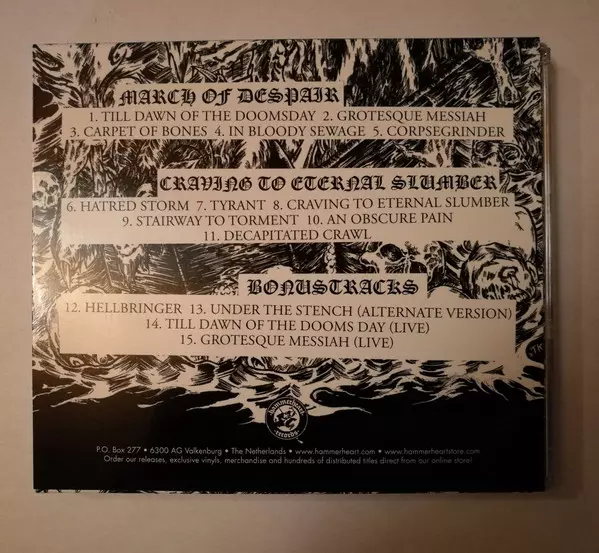 MARCH OF DESPAIR
1. TILL DAWN OF THE DOOMSDAY 2. GROTESQUE MESSIAH
3. CARPET OF BONES 4. IN BLOODY SEWAGE 5. CORPSEGRINDER
CRAVING TO ETERNAL SLUMBER
6. HATRED STORM 7. TYRANT 8. CRAVING TO ETERNAL SLUMBER
9. STAIRWAY TO TORMENT 10. AN OBSCURE PAIN
11. DECAPITATED CRAWL
BONUSTRACKS
12. HELLBRINGER 13. UNDER THE STENCH (ALTERNATE VERSION)
14. TILL DAWN OF THE DOOMS DAY (LIVE)
15. GROTESQUE MESSIAH (LIVE)
hammerheart
records
P.O. Box 277 • 6300 AG Valkenburg • The Netherlands • www.hammerheart.com • www.hammerheartstore.com
Order our releases, exclusive vinyls, merchandise and hundreds of distributed titles direct from our online store!